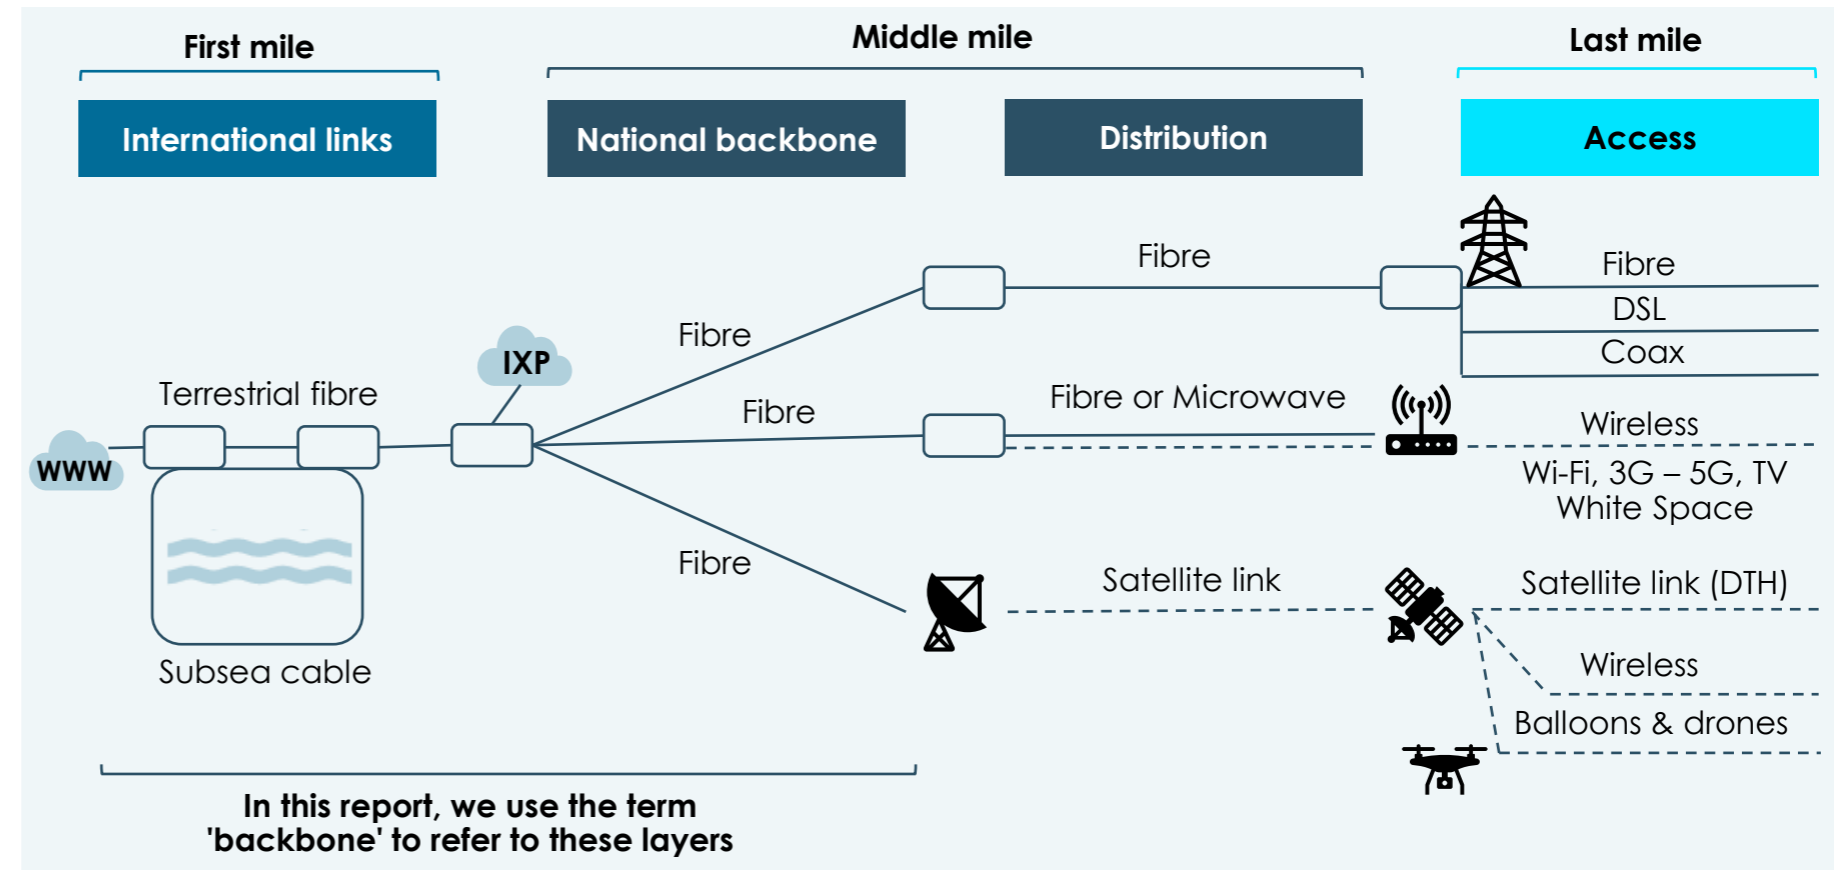 First mile
Middle mile
Last mile
International links
National backbone
Distribution
Access
Fibre
Fibre
DSL
Coax
Fibre
IXP
Terrestrial fibre
Fibre
Fibre or Microwave
Wireless
WWW
Wi-Fi, 3G – 5G, TV
White Space
Fibre
Satellite link
Satellite link (DTH)
Subsea cable
Wireless
Balloons & drones
In this report, we use the term
'backbone' to refer to these layers